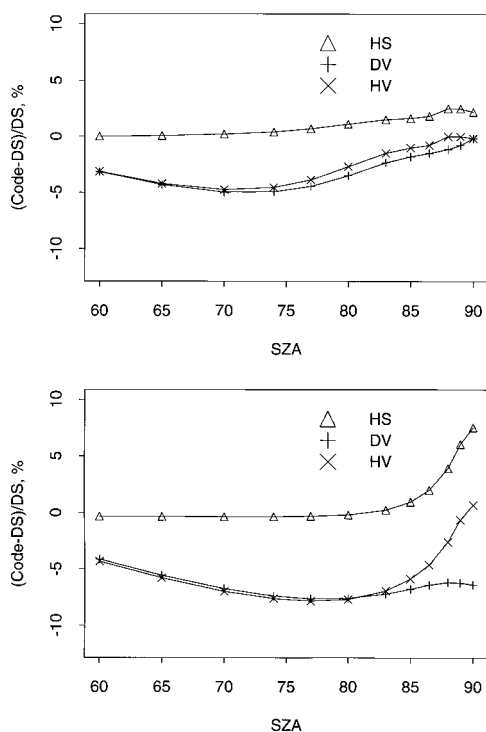 10
5
0
-5
-10
(Code-DS)/DS, %
HS
DV
HV
60 65 70 75 80 85 90
SZA
10
5
0
-5
-10
(Code-DS)/DS, %
HS
DV
HV
60 65 70 75 80 85 90
SZA